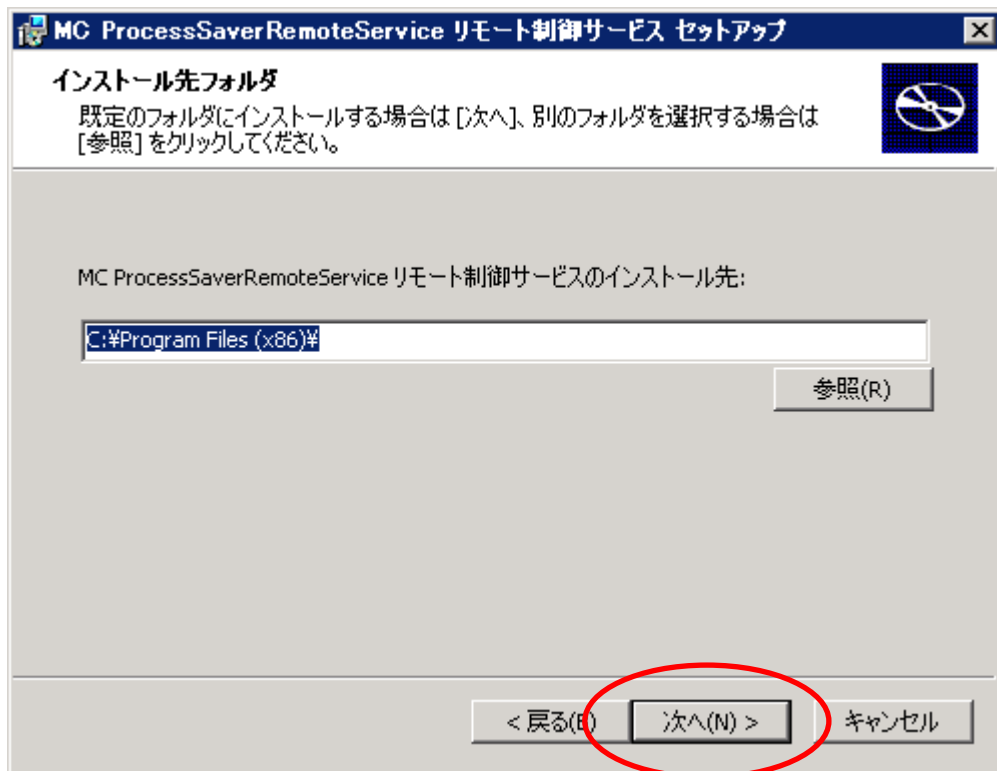 MC ProcessSaverRemoteService リモート制御サービス セットアップ
インストール先フォルダ
既定のフォルダにインストールする場合は [次へ]、別のフォルダを選択する場合は
[参照] をクリックしてください。
MC ProcessSaverRemoteService リモート制御サービスのインストール先:
C:¥Program Files (x86)¥
参照(R)
< 戻る(B)
次へ(N) >
キャンセル